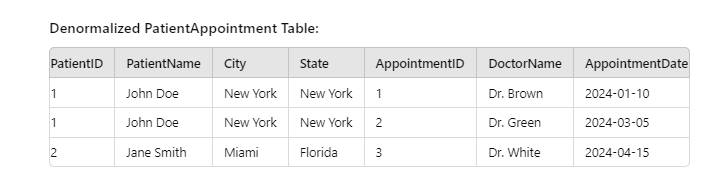 Denormalized PatientAppointment Table:
PatientID PatientName City State AppointmentID DoctorName AppointmentDate
1 John Doe New York New York 1 Dr. Brown 2024-01-10
1 John Doe New York New York 2 Dr. Green 2024-03-05
2 Jane Smith Miami Florida 3 Dr. White 2024-04-15